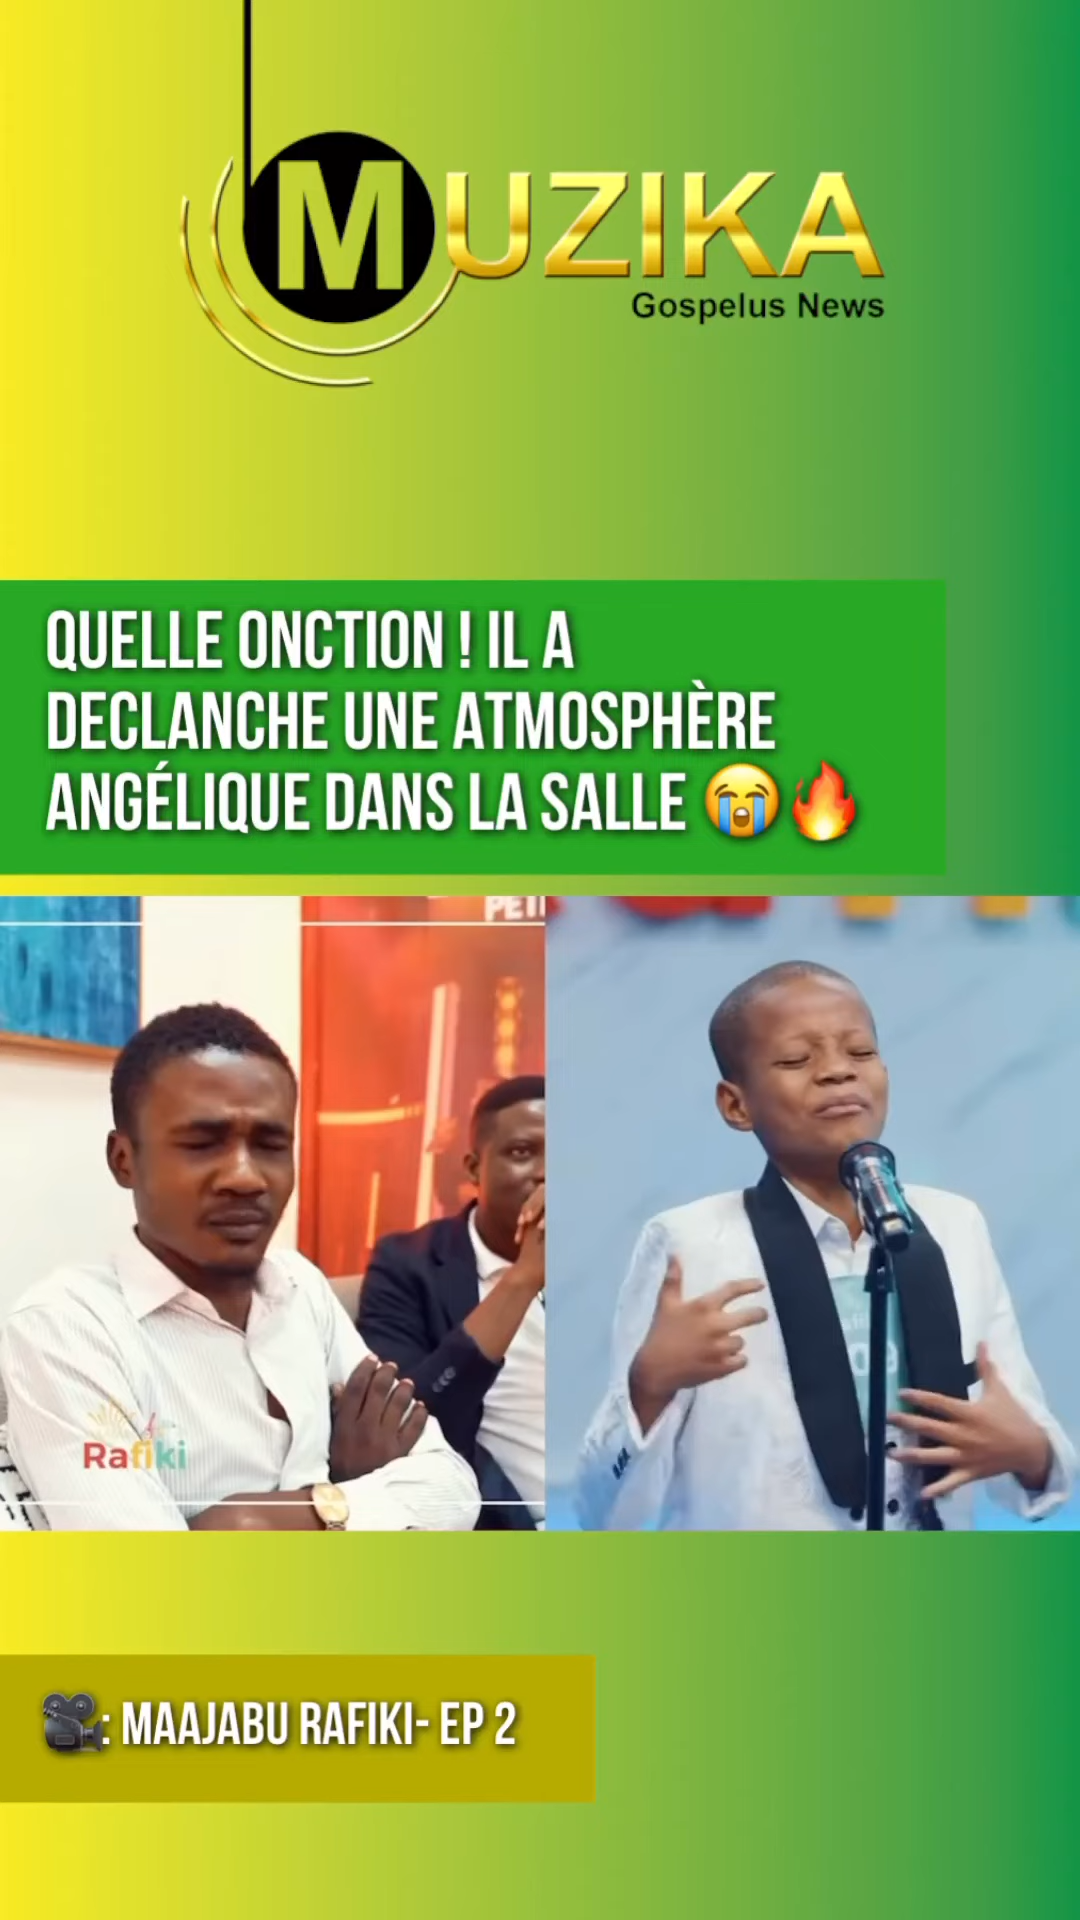 MUZIKA
Gospelus News
QUELLE ONCTION ! IL A
DECLANCHE UNE ATMOSPHÈRE
ANGÉLIQUE DANS LA SALLE 😭🔥
Rafiki
🎥: MAAJABU RAFIKI- EP 2